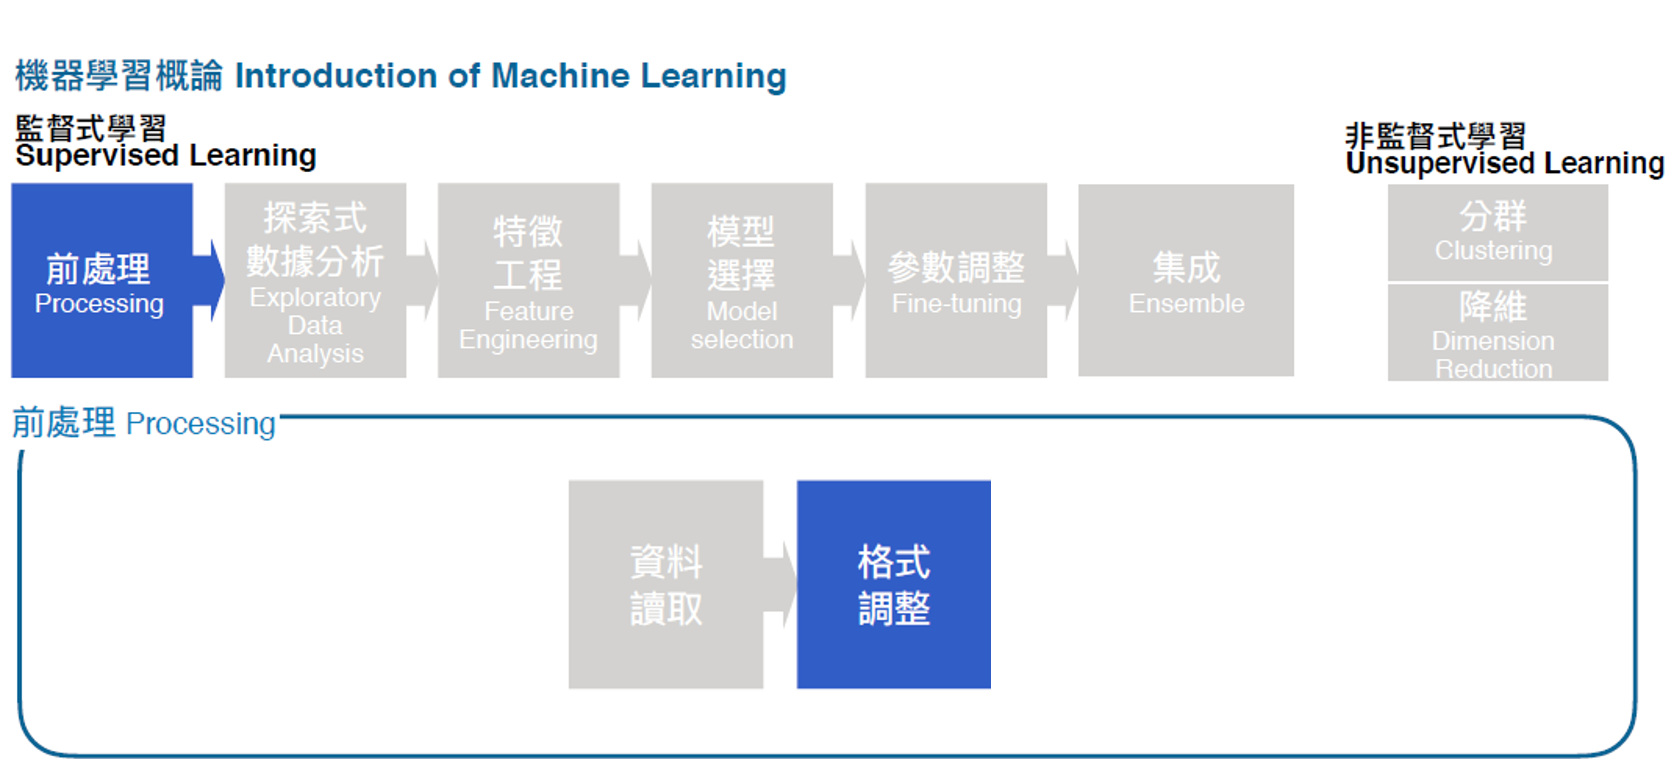 機器學習概論 Introduction of Machine Learning
監督式學習
Supervised Learning
非監督式學習
Unsupervised Learning
前處理
Processing
探索式
數據分析
Exploratory
Data
Analysis
特徵
工程
Feature
Engineering
模型
選擇
Model
selection
參數調整
Fine-tuning
集成
Ensemble
分群
Clustering
降維
Dimension
Reduction
前處理 Processing
資料
讀取
格式
調整